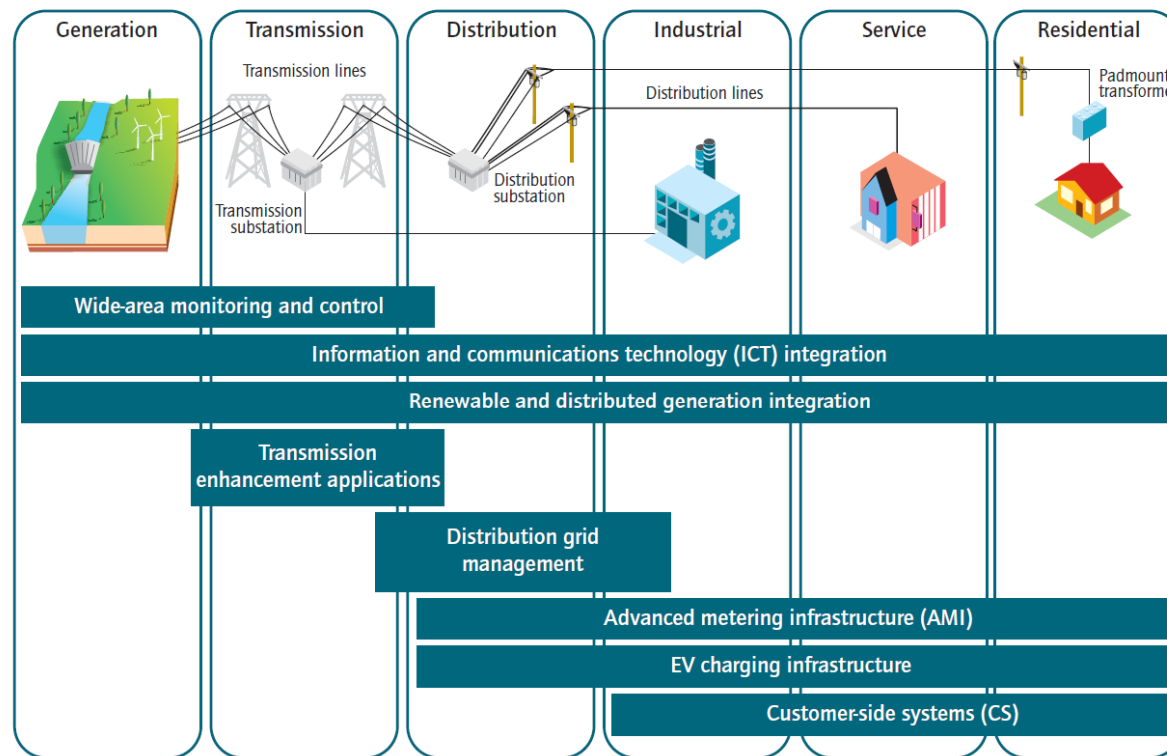 Generation
Transmission
Distribution
Industrial
Service
Residential
Transmission lines
Distribution lines
Padmount
transforme
Distribution
substation
Transmission
substation
Wide-area monitoring and control
Information and communications technology (ICT) integration
Renewable and distributed generation integration
Transmission
enhancement applications
Distribution grid
management
Advanced metering infrastructure (AMI)
EV charging infrastructure
Customer-side systems (CS)